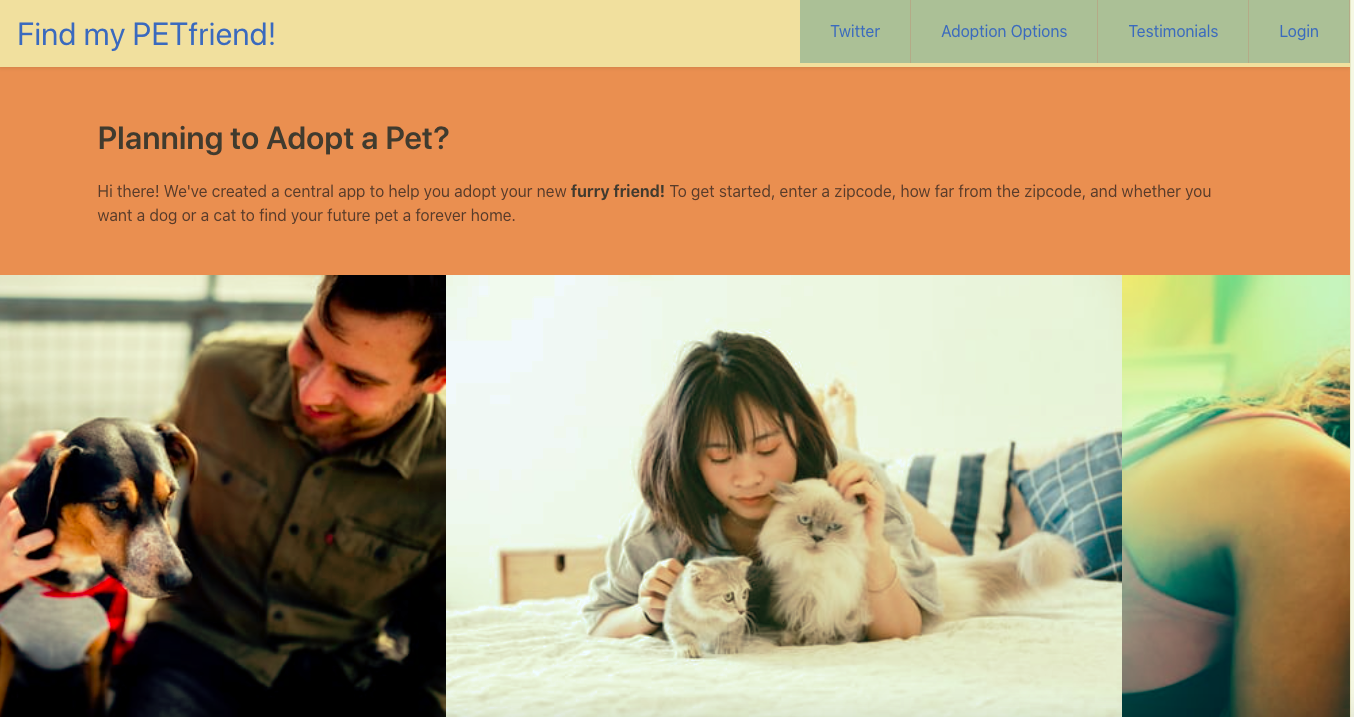 Find my PETfriend!
Twitter
Adoption Options
Testimonials
Login
Planning to Adopt a Pet?
Hi there! We've created a central app to help you adopt your new furry friend! To get started, enter a zipcode, how far from the zipcode, and whether you
want a dog or a cat to find your future pet a forever home.